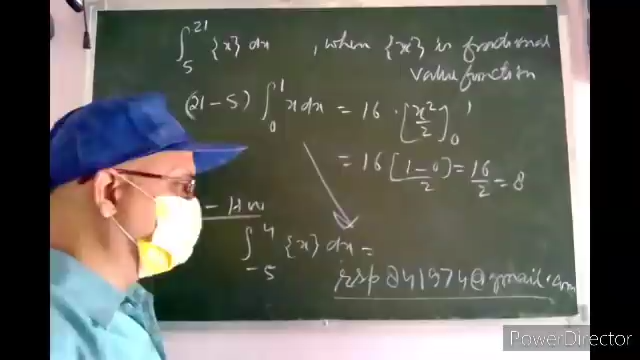 ∫₅²¹ {x} dx , when {x} is fractional
value function
(21-5) ∫₀¹ x dx = 16 · [x²/2]₀¹
= 16 [1-0/2] = 16/2 = 8
- H.W
∫₋₅⁴ {x} dx =
@gmail.com
PowerDirector